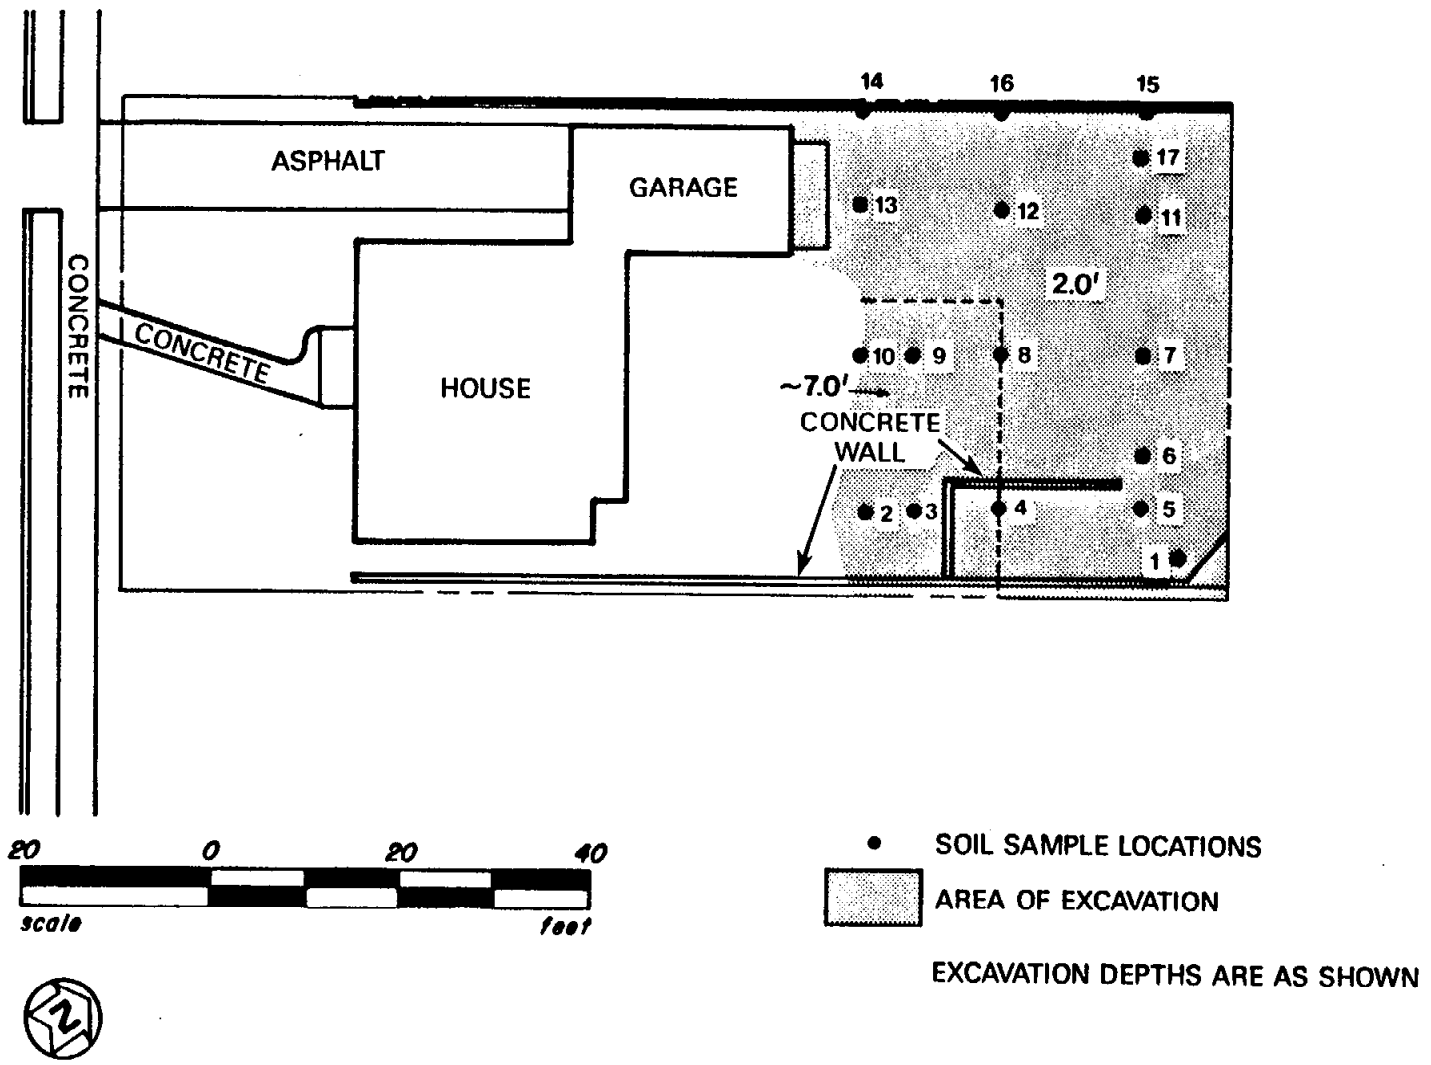 14 16 15
ASPHALT
GARAGE
17
13 12 11
2.0'
CONCRETE
CONCRETE
10 9 8 7
HOUSE
~7.0'
CONCRETE
WALL
6
2 3 4 5
1
20 0 20 40
scale feet
SOIL SAMPLE LOCATIONS
AREA OF EXCAVATION
EXCAVATION DEPTHS ARE AS SHOWN
N